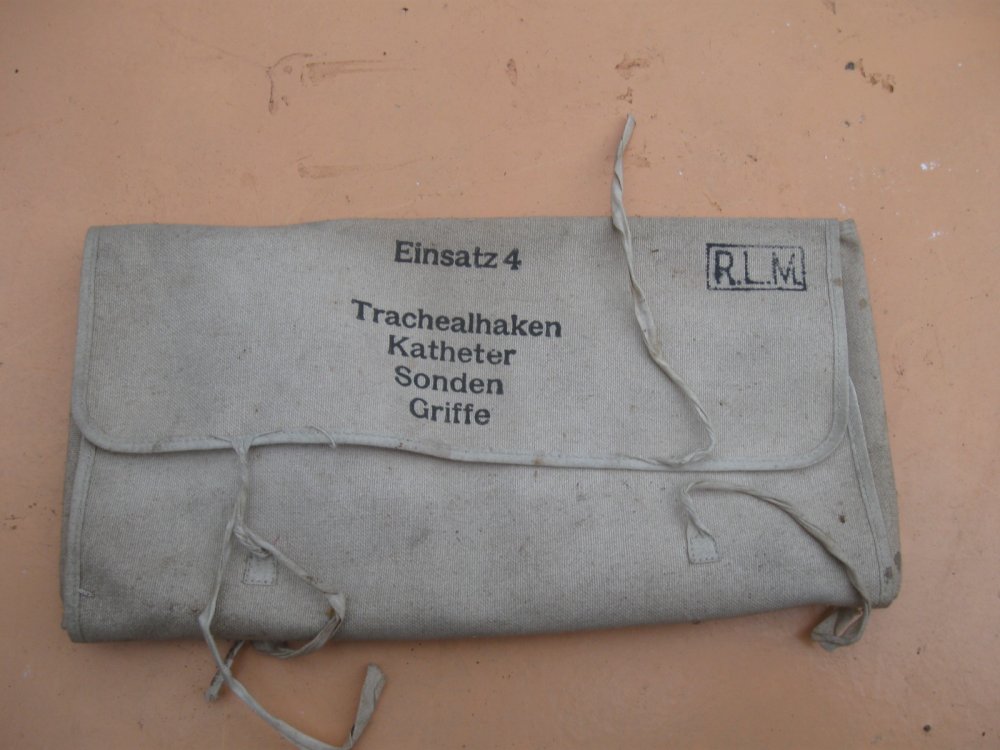 Einsatz 4
R.L.M.
Trachealhaken
Katheter
Sonden
Griffe